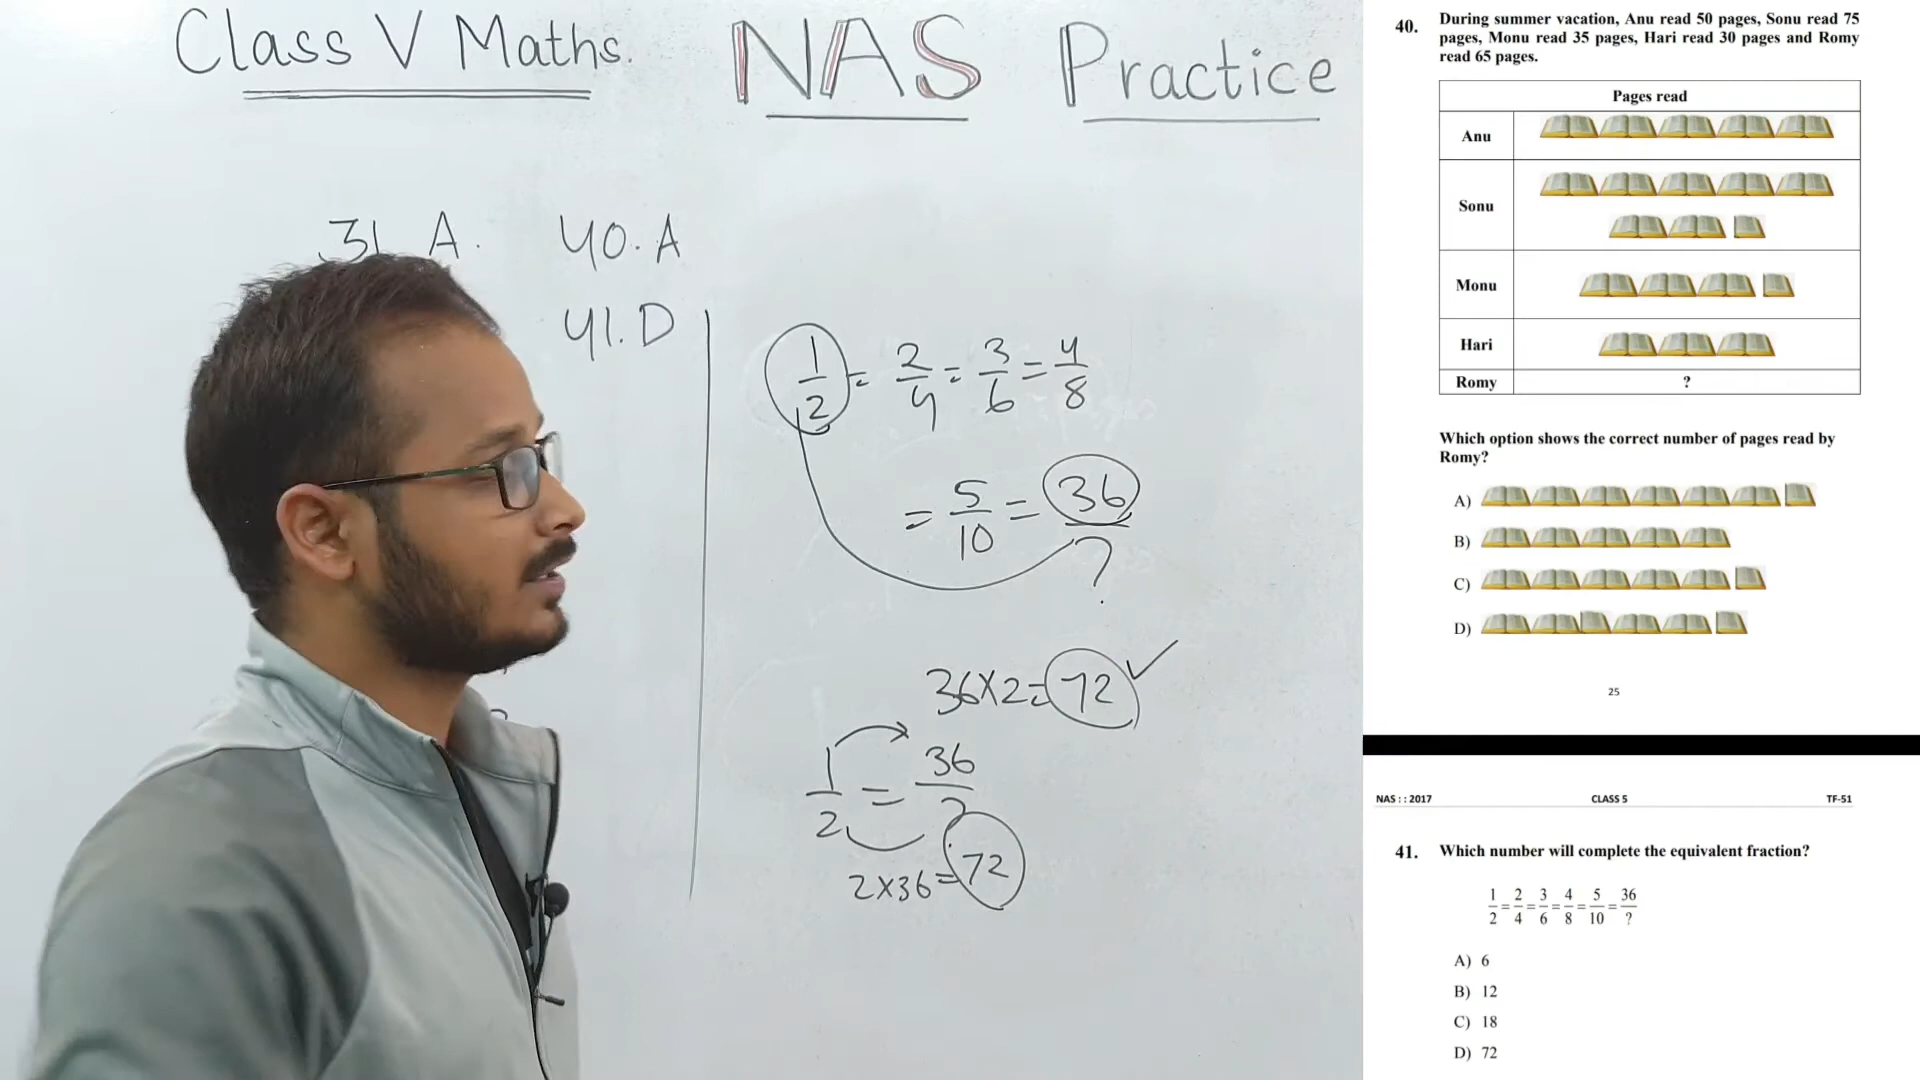 Class V Maths. NAS Practice
31 A. 40. A
41. D
1/2 = 2/4 = 3/6 = 4/8
= 5/10 = 36/?
36×2=72 ✓
1/2 = 36/?
2×36=72
40. During summer vacation, Anu read 50 pages, Sonu read 75
pages, Monu read 35 pages, Hari read 30 pages and Romy
read 65 pages.
Pages read
Anu
Sonu
Monu
Hari
Romy ?
Which option shows the correct number of pages read by
Romy?
A)
B)
C)
D)
25
NAS : : 2017 CLASS 5 TF-51
41. Which number will complete the equivalent fraction?
1/2 = 2/4 = 3/6 = 4/8 = 5/10 = 36/?
A) 6
B) 12
C) 18
D) 72